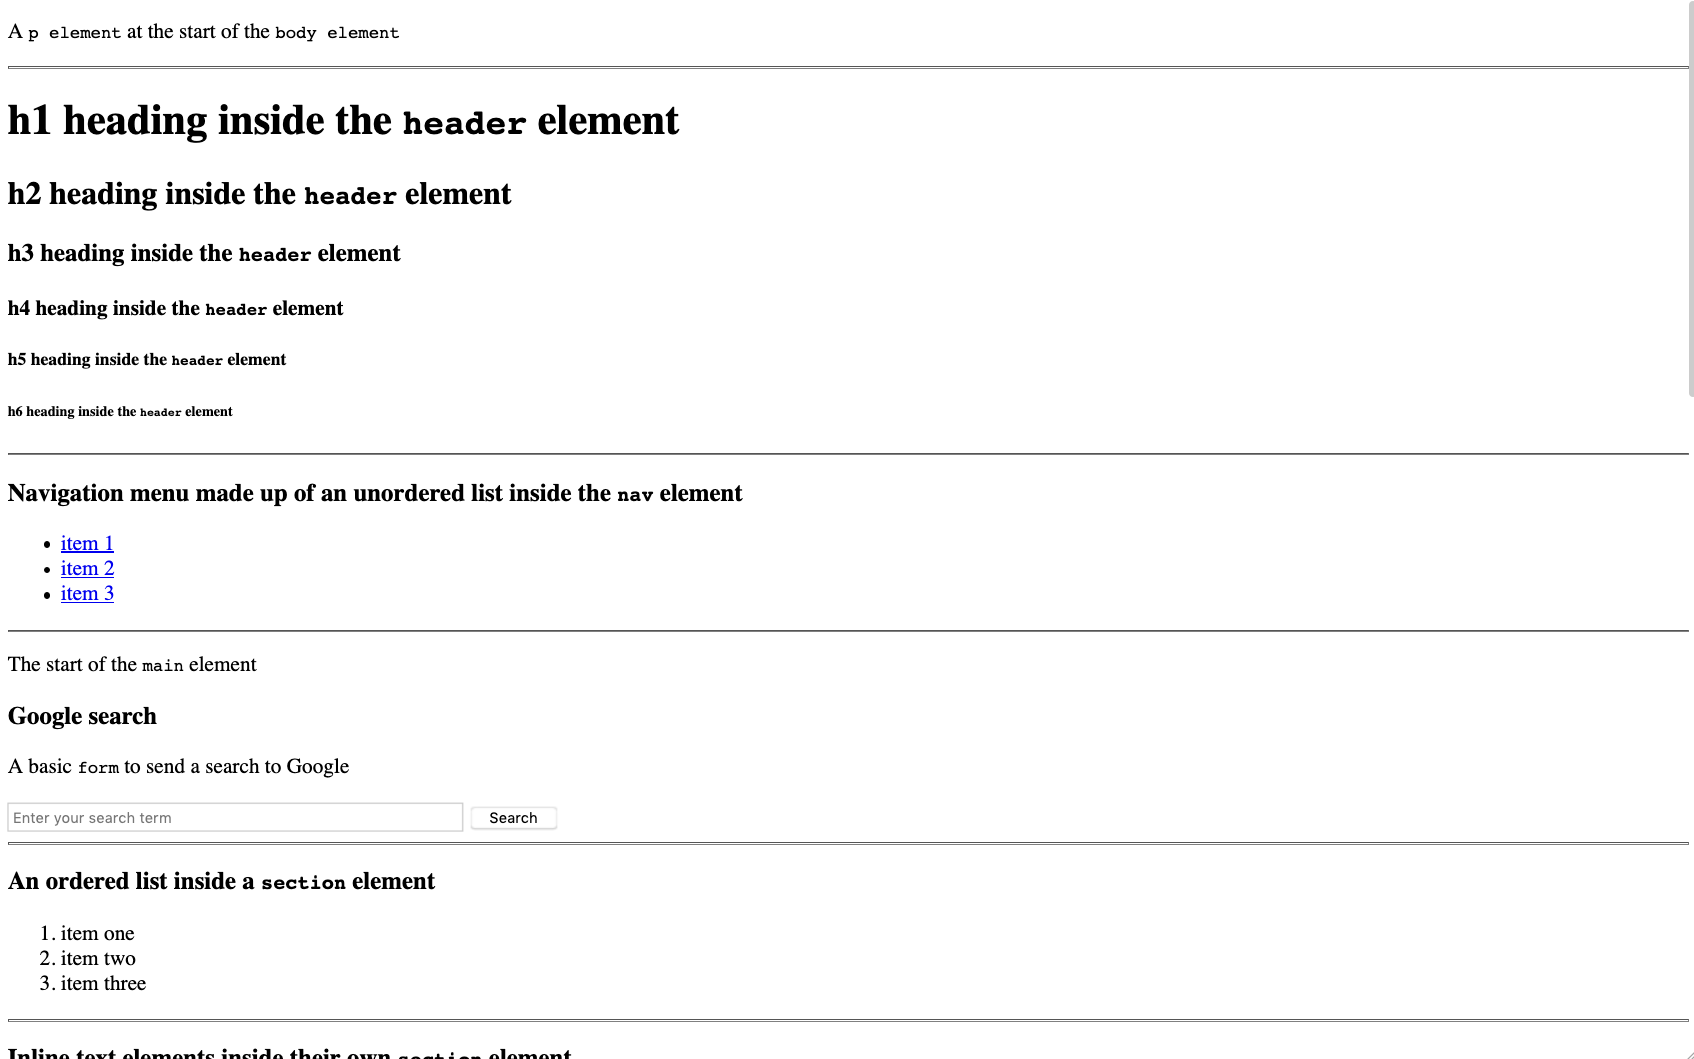 A p element at the start of the body element
h1 heading inside the header element
h2 heading inside the header element
h3 heading inside the header element
h4 heading inside the header element
h5 heading inside the header element
h6 heading inside the header element
Navigation menu made up of an unordered list inside the nav element
• item 1
• item 2
• item 3
The start of the main element
Google search
A basic form to send a search to Google
Enter your search term Search
An ordered list inside a section element
1. item one
2. item two
3. item three
Inline text elements inside their own section element